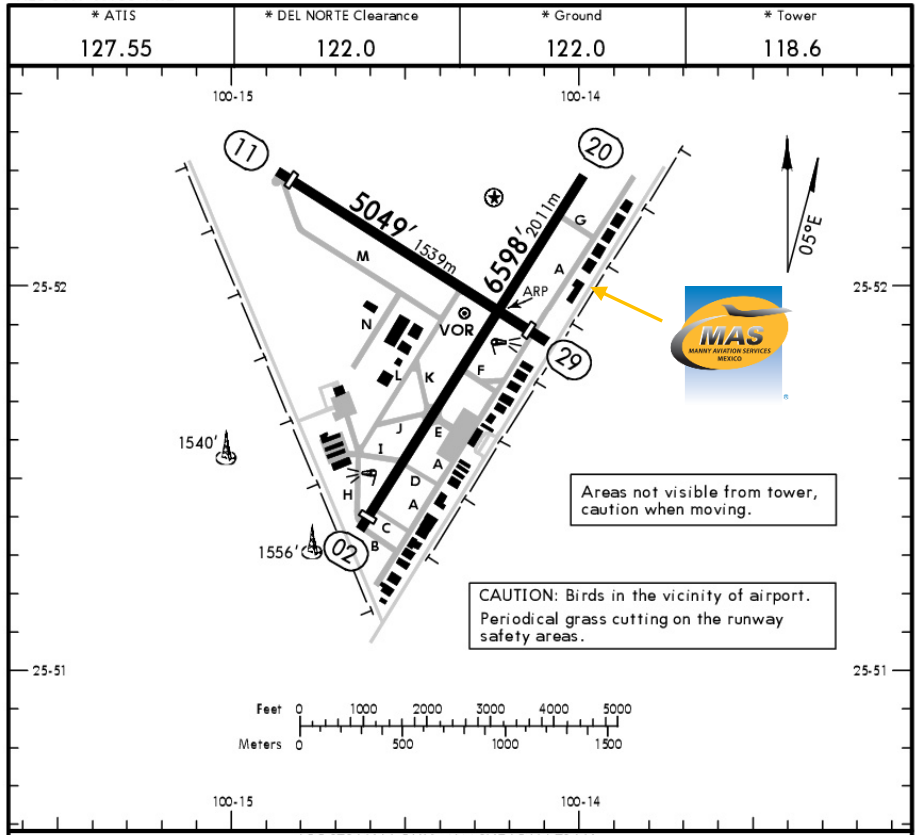 * ATIS
* DEL NORTE Clearance
* Ground
* Tower
127.55
122.0
122.0
118.6
100-15
100-14
11
20
5049'
1539m
6598'
2011m
G
A
M
05°E
25-52
25-52
ARP
VOR
N
MAS
MANNY AVIATION SERVICES
MEXICO
®
29
F
L
K
J
E
1540'
I
A
D
H
A
C
B
1556'
02
Areas not visible from tower,
caution when moving.
CAUTION: Birds in the vicinity of airport.
Periodical grass cutting on the runway
safety areas.
25-51
25-51
Feet 0 1000 2000 3000 4000 5000
Meters 0 500 1000 1500
100-15
100-14